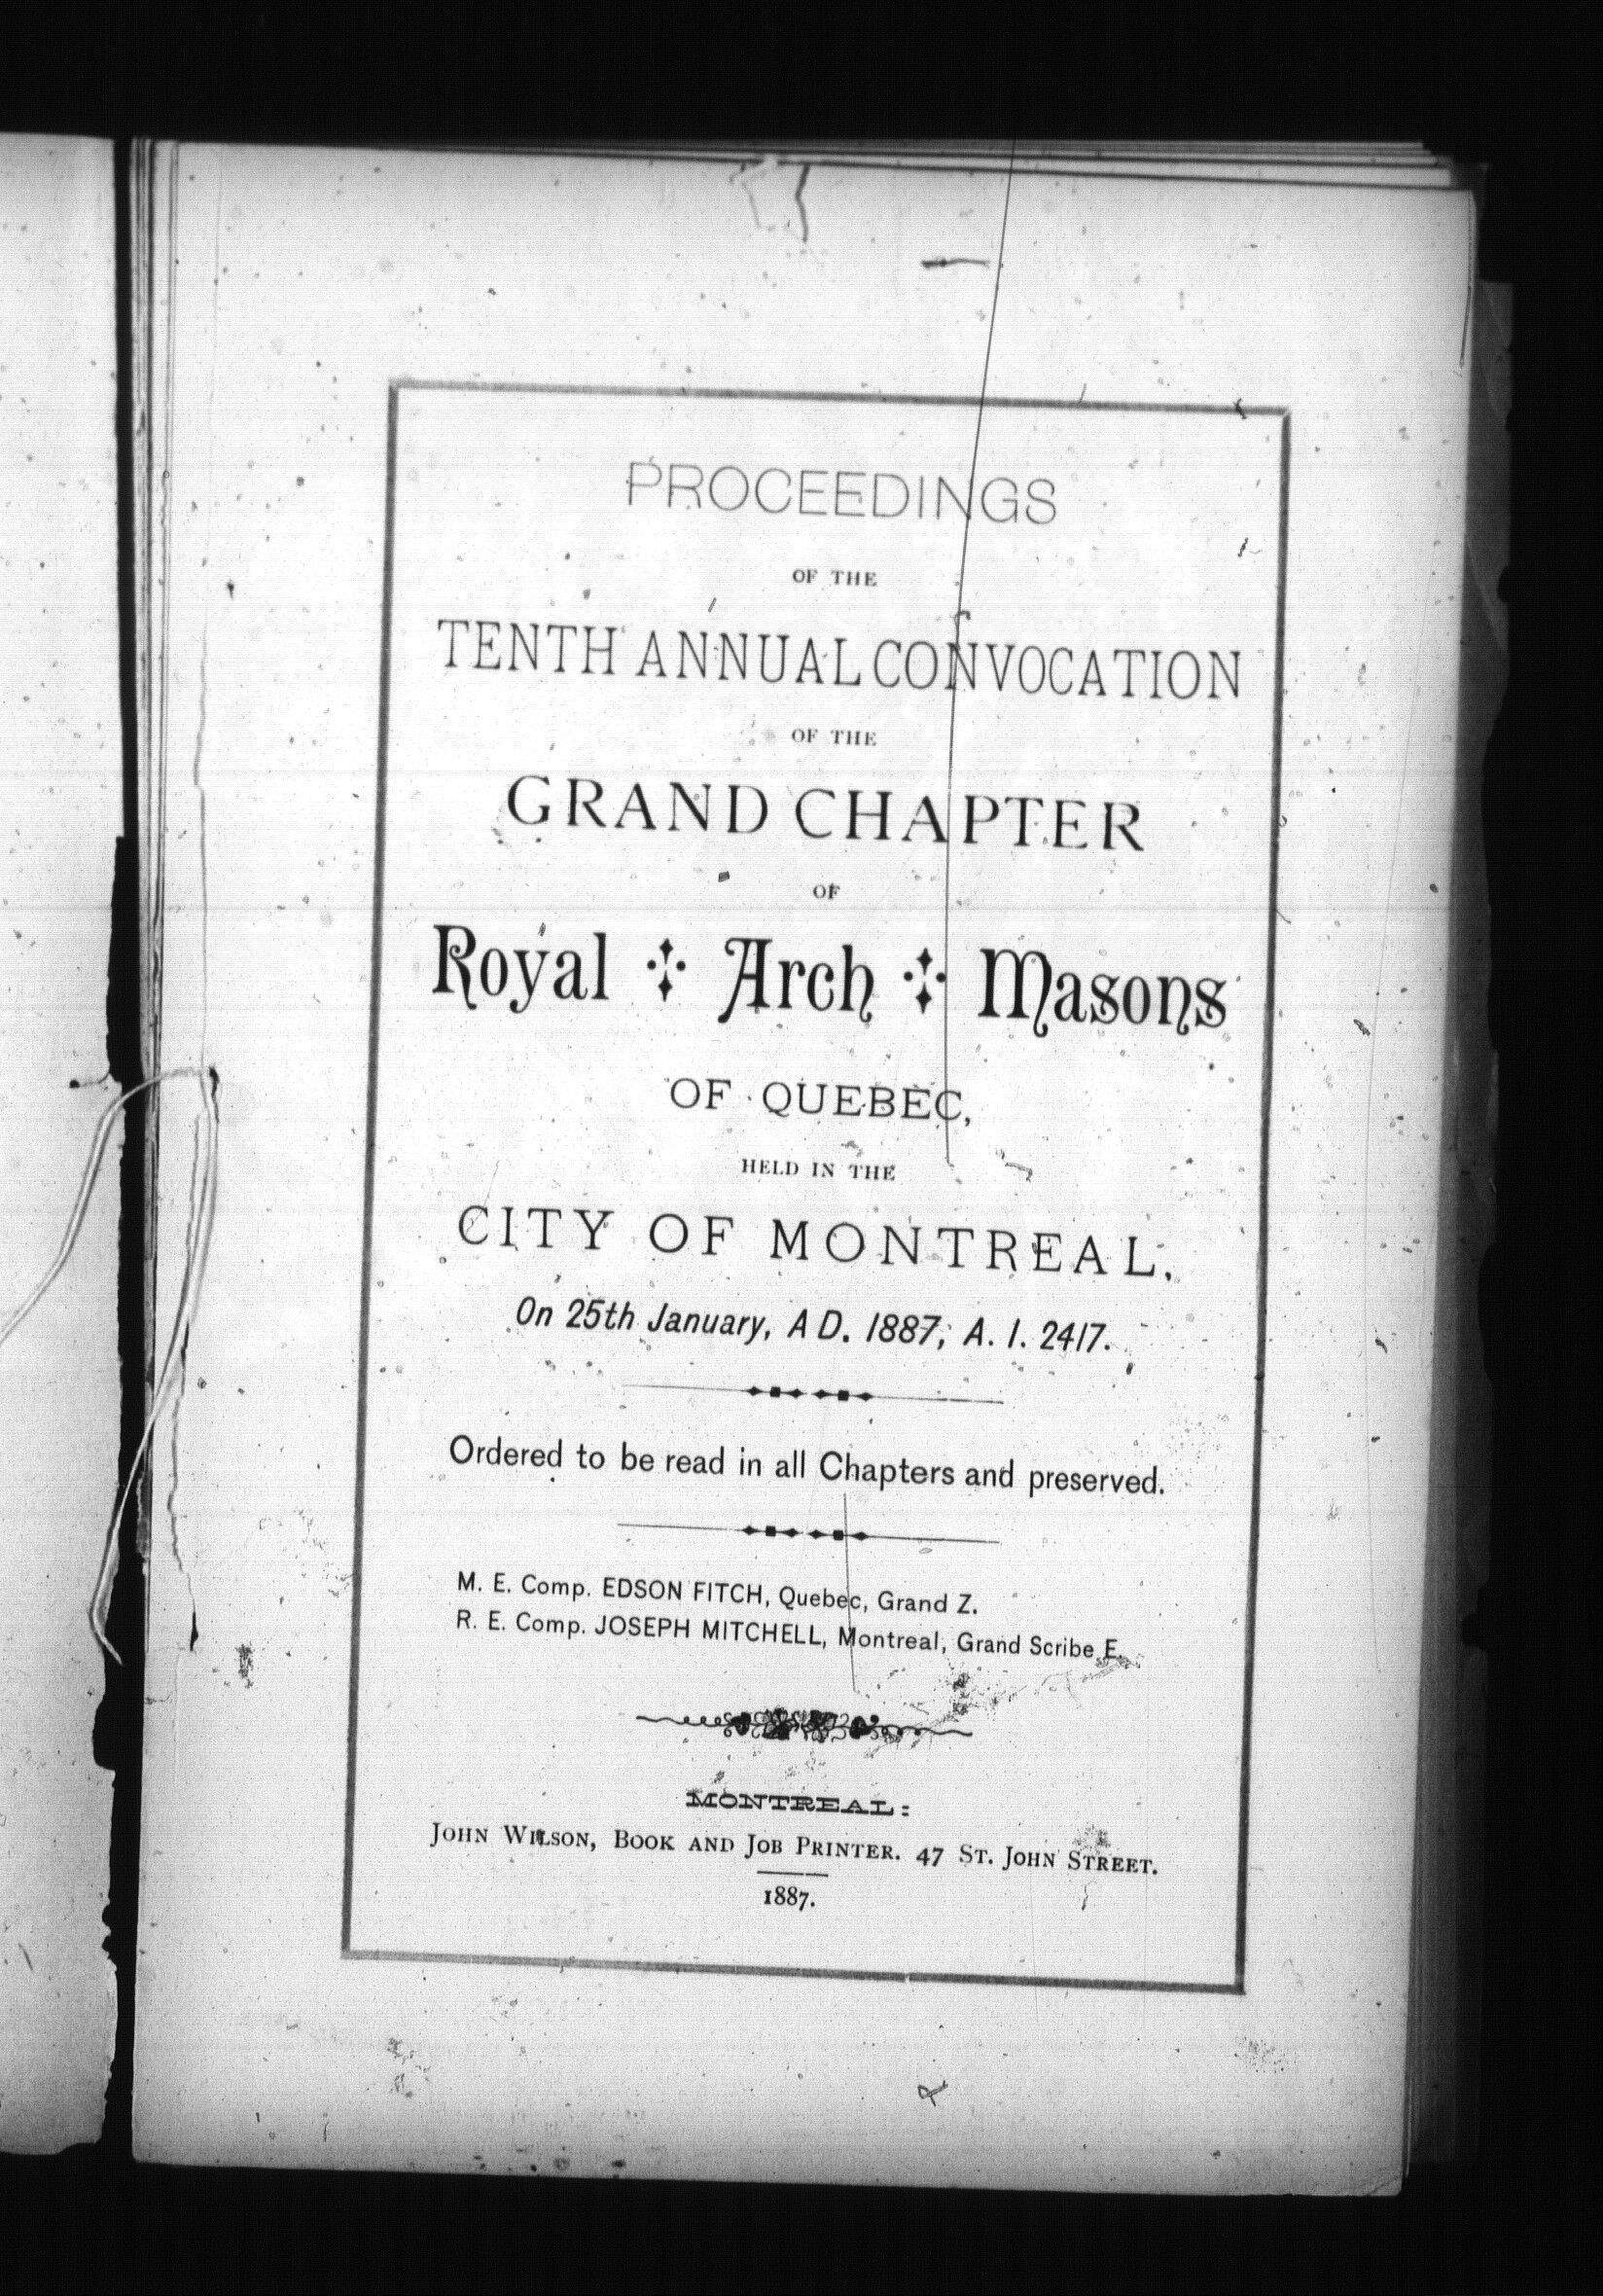 PROCEEDINGS
OF THE
TENTH ANNUAL CONVOCATION
OF THE
GRAND CHAPTER
OF
Royal Arch Masons
OF QUEBEC,
HELD IN THE
CITY OF MONTREAL,
On 25th January, A D. 1887, A. I. 2417.
Ordered to be read in all Chapters and preserved.
M. E. Comp. EDSON FITCH, Quebec, Grand Z.
R. E. Comp. JOSEPH MITCHELL, Montreal, Grand Scribe E.
MONTREAL:
JOHN WILSON, BOOK AND JOB PRINTER. 47 ST. JOHN STREET.
1887.